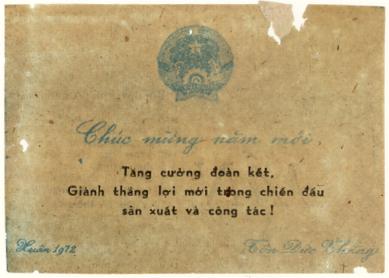 Chúc mừng năm mới.
Tăng cường đoàn kết,
Giành thắng lợi mới trong chiến đấu
sản xuất và công tác!
Xuân 1972
Tôn Đức Thắng